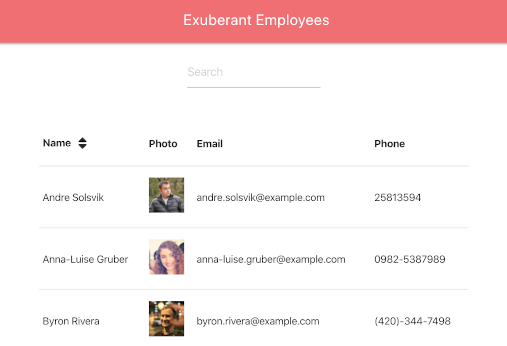 Exuberant Employees
Search
Name Photo Email Phone
Andre Solsvik andre.solsvik@example.com 25813594
Anna-Luise Gruber anna-luise.gruber@example.com 0982-5387989
Byron Rivera byron.rivera@example.com (420)-344-7498